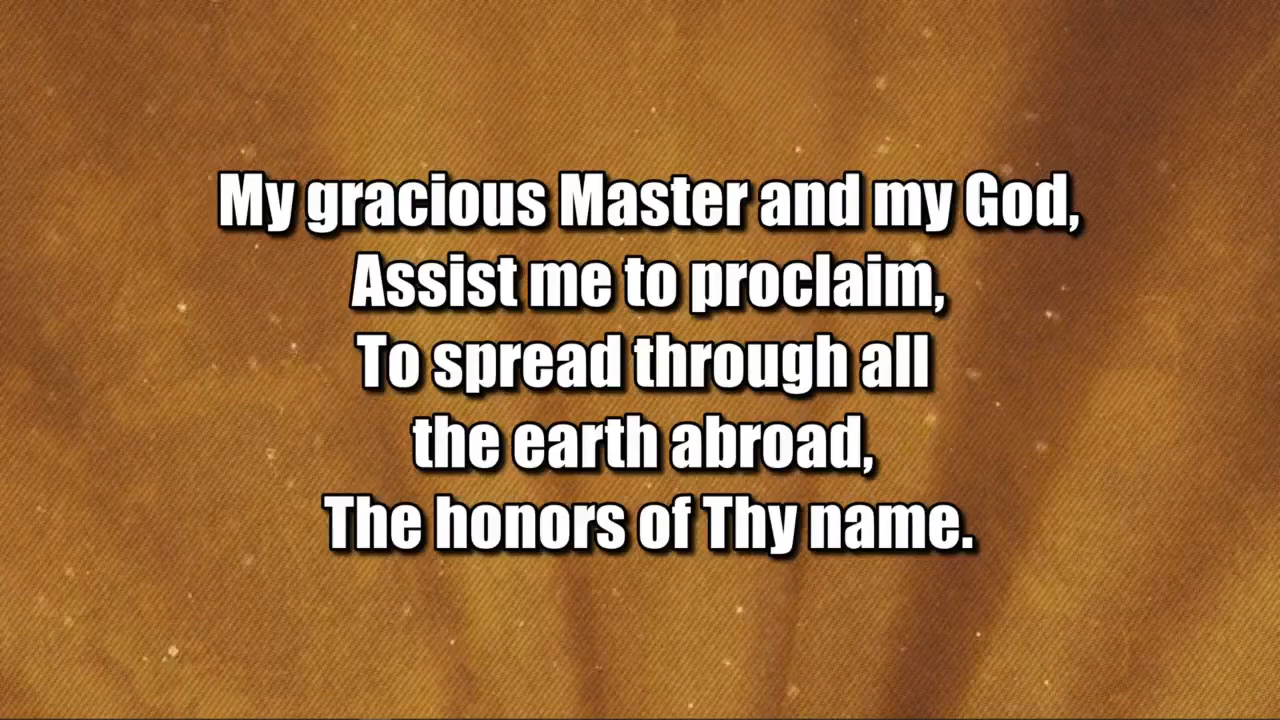 My gracious Master and my God,
Assist me to proclaim,
To spread through all
the earth abroad,
The honors of Thy name.